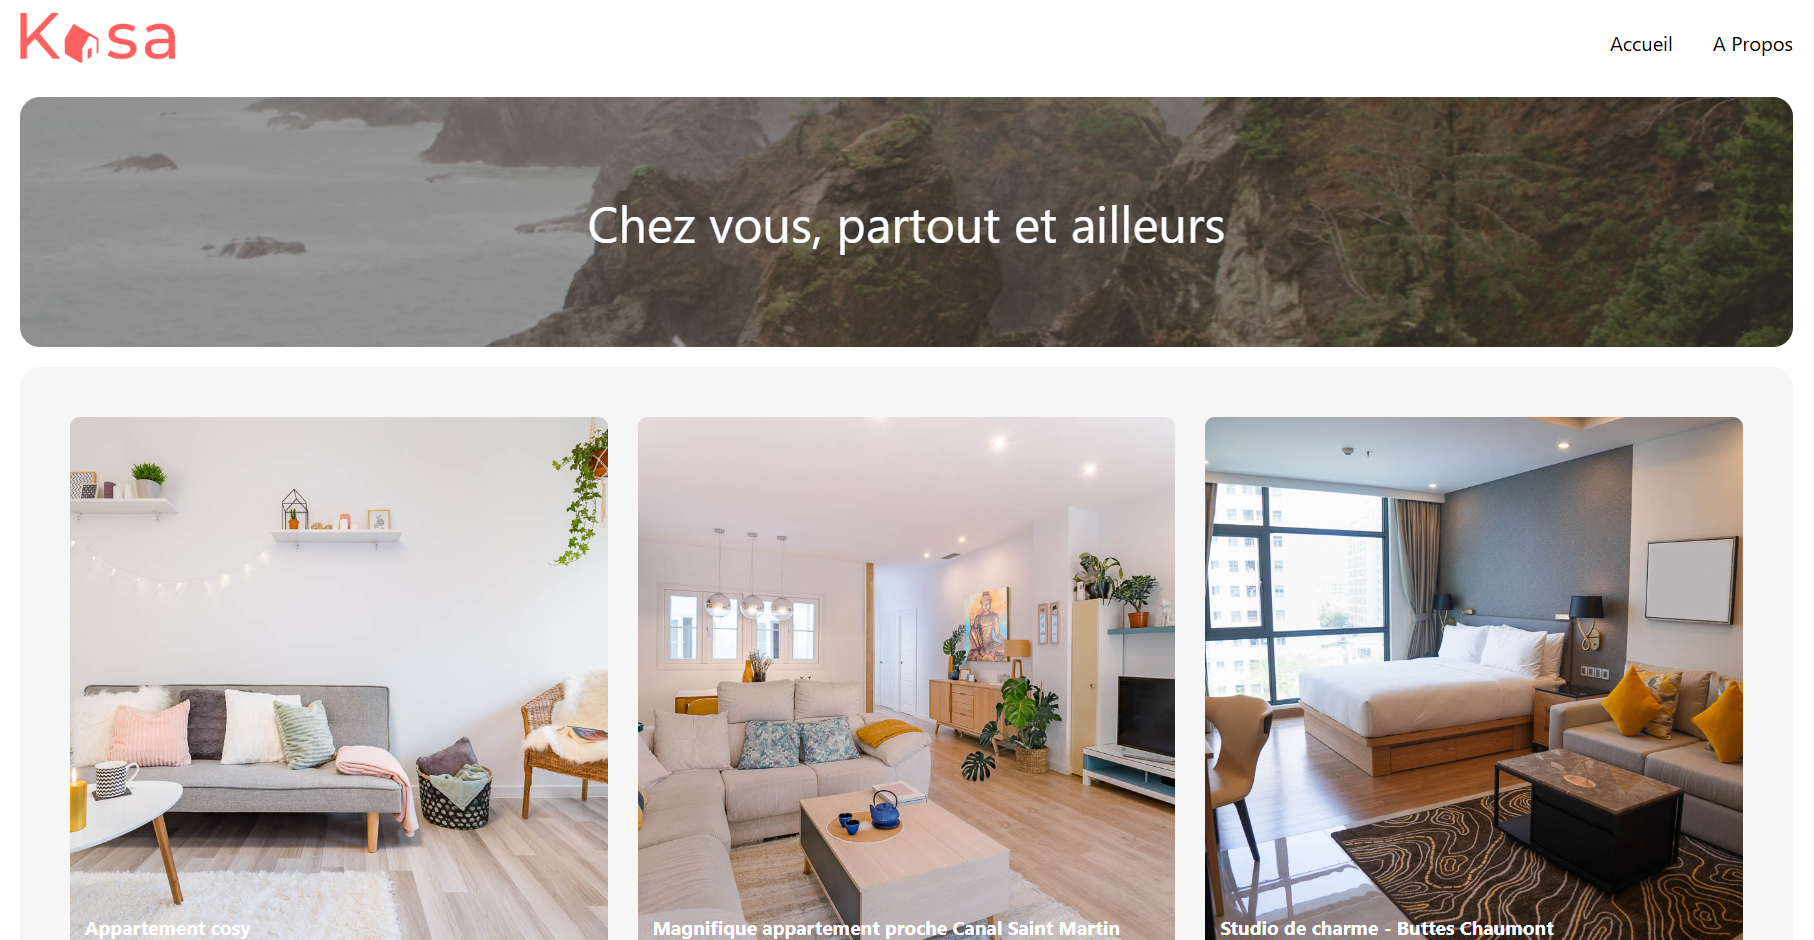 Kasa
Accueil
A Propos
Chez vous, partout et ailleurs
Appartement cosy
Magnifique appartement proche Canal Saint Martin
Studio de charme - Buttes Chaumont